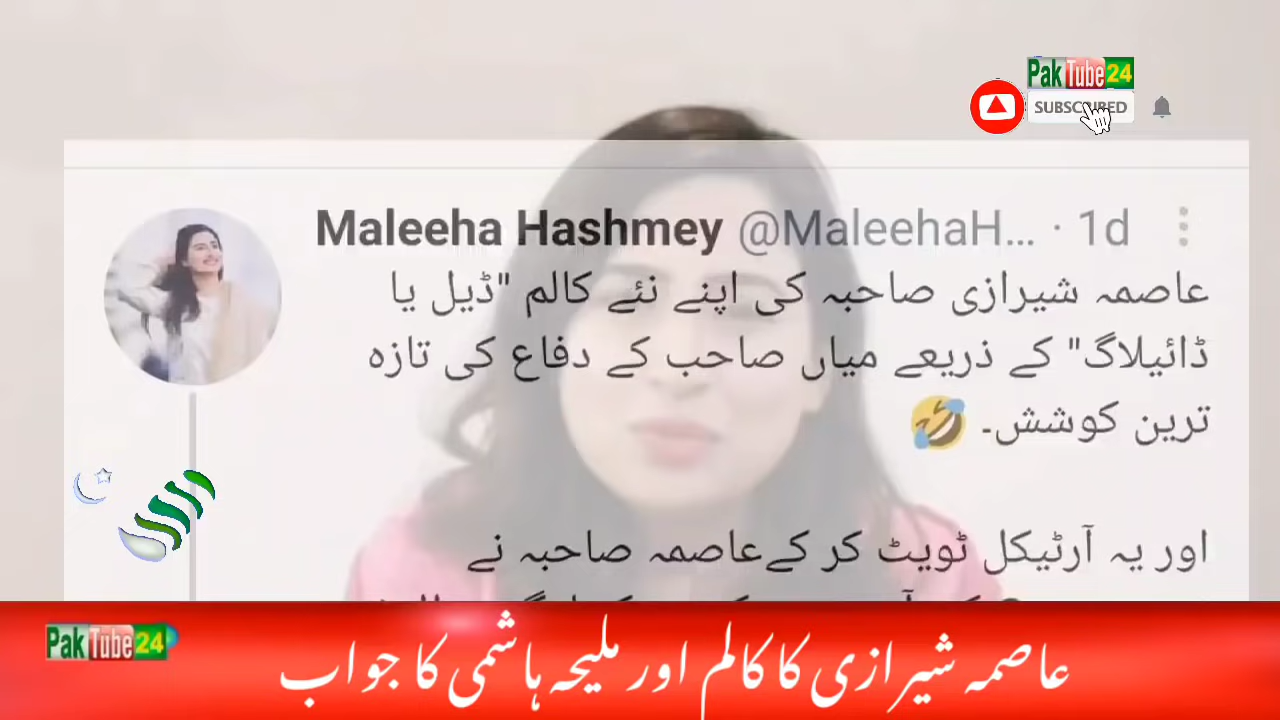 PakTube24
SUBSCRIBED
Maleeha Hashmey @MaleehaH... · 1d
عاصمہ شیرازی صاحبہ کی اپنے نئے کالم "ڈیل یا
ڈائیلاگ" کے ذریعے میاں صاحب کے دفاع کی تازہ
ترین کوشش۔ 🤣
اور یہ آرٹیکل ٹویٹ کر کےعاصمہ صاحبہ نے
PakTube24
عاصمہ شیرازی کا کالم اور ملیحہ ہاشمی کا جواب